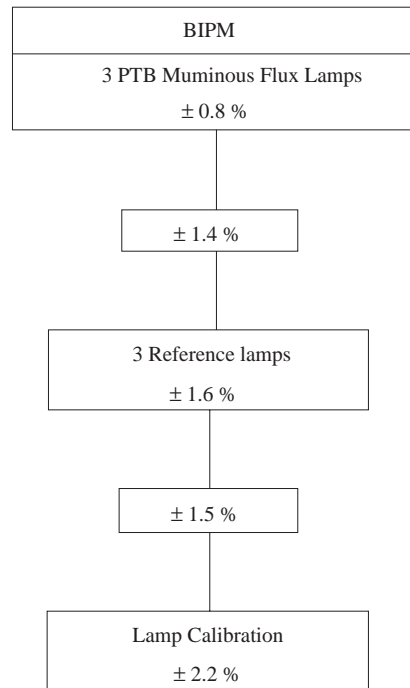 BIPM
3 PTB Muminous Flux Lamps
± 0.8 %
± 1.4 %
3 Reference lamps
± 1.6 %
± 1.5 %
Lamp Calibration
± 2.2 %